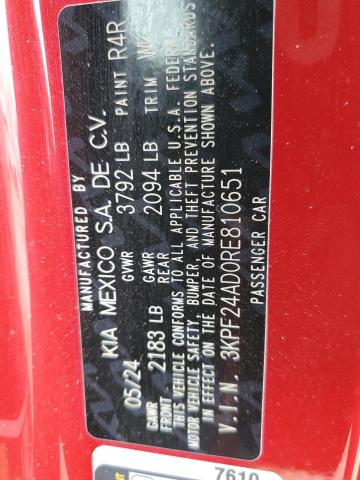 MANUFACTURED BY
KIA MEXICO S.A. DE C.V.
05/24 GVWR 3792 LB PAINT R4R
GAWR FRONT 2183 LB GAWR REAR 2094 LB TRIM
THIS VEHICLE CONFORMS TO ALL APPLICABLE U.S.A. FEDERAL
MOTOR VEHICLE SAFETY, BUMPER, AND THEFT PREVENTION STANDARDS
IN EFFECT ON THE DATE OF MANUFACTURE SHOWN ABOVE.
V.I.N. 3KPF24AD0RE810651
PASSENGER CAR
7610